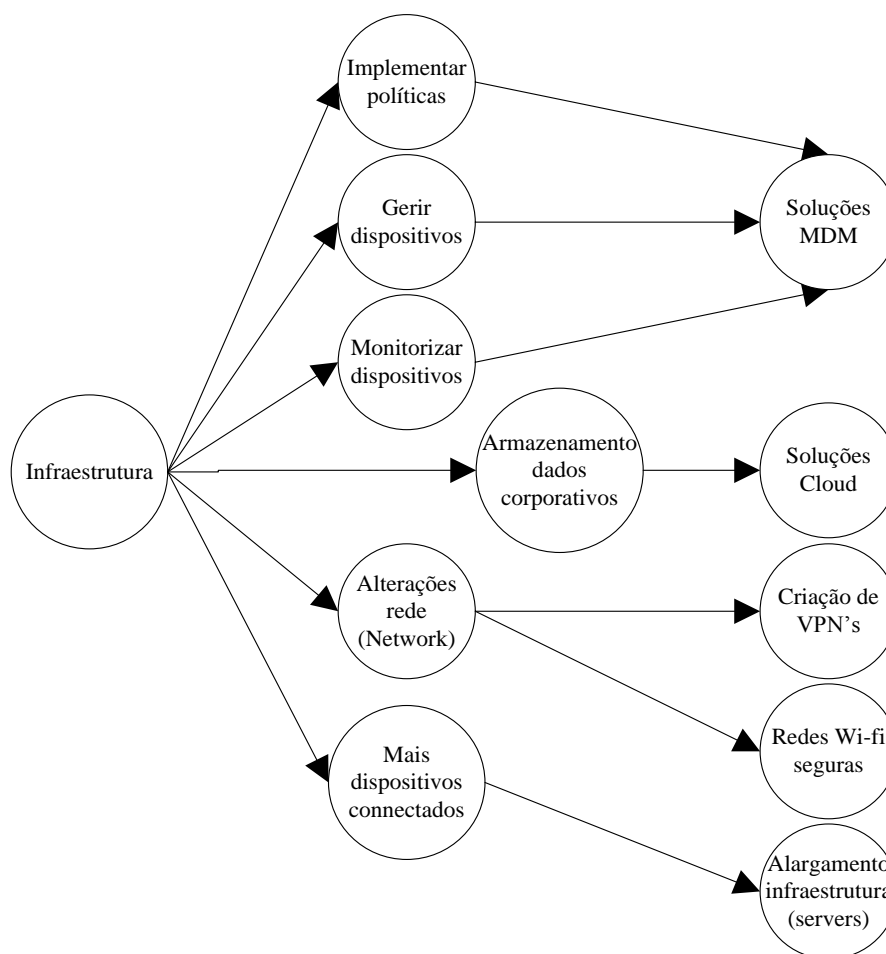 Implementar
políticas
Gerir
dispositivos
Soluções
MDM
Monitorizar
dispositivos
Infraestrutura
Armazenamento
dados
corporativos
Soluções
Cloud
Alterações
rede
(Network)
Criação de
VPN’s
Redes Wi-fi
seguras
Mais
dispositivos
connectados
Alargamento
infraestrutura
(servers)